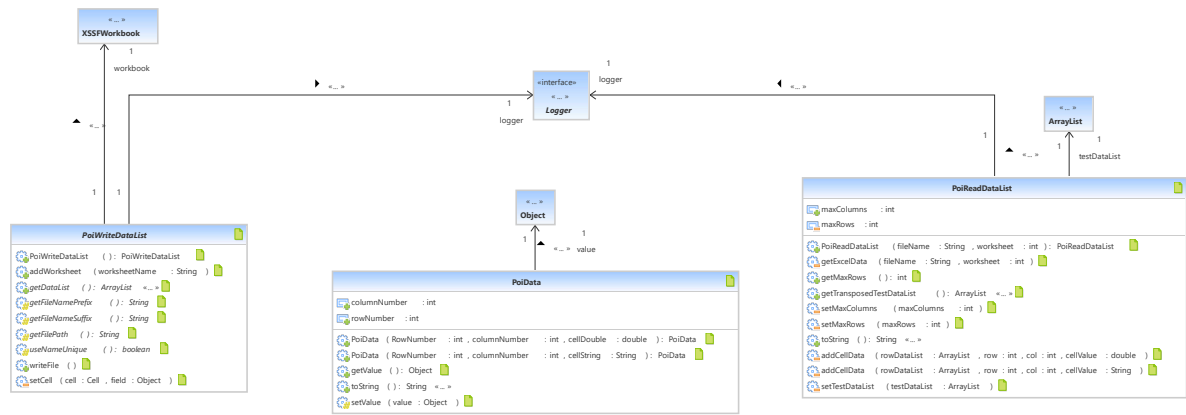 «... »
XSSFWorkbook
1
workbook
«... »
«interface»
«... »
Logger
1
logger
1
logger
«... »
«... »
«... »
ArrayList
1
1
testDataList
«... »
1
1
1
«... »
Object
1
1
«... » value
PoiWriteDataList
PoiWriteDataList ( ) : PoiWriteDataList
addWorksheet (worksheetName : String )
getDataList ( ) : ArrayList «... »
getFileNamePrefix ( ) : String
getFileNameSuffix ( ) : String
getFilePath ( ) : String
useNameUnique ( ) : boolean
writeFile ( )
setCell (cell : Cell , field : Object )
PoiData
columnNumber : int
rowNumber : int
PoiData (RowNumber : int , columnNumber : int , cellDouble : double ) : PoiData
PoiData (RowNumber : int , columnNumber : int , cellString : String ) : PoiData
getValue ( ) : Object
toString ( ) : String «... »
setValue (value : Object )
PoiReadDataList
maxColumns : int
maxRows : int
PoiReadDataList (fileName : String , worksheet : int ) : PoiReadDataList
getExcelData (fileName : String , worksheet : int )
getMaxRows ( ) : int
getTransposedTestDataList ( ) : ArrayList «... »
setMaxColumns (maxColumns : int )
setMaxRows (maxRows : int )
toString ( ) : String «... »
addCellData (rowDataList : ArrayList , row : int , col : int , cellValue : double )
addCellData (rowDataList : ArrayList , row : int , col : int , cellValue : String )
setTestDataList (testDataList : ArrayList )